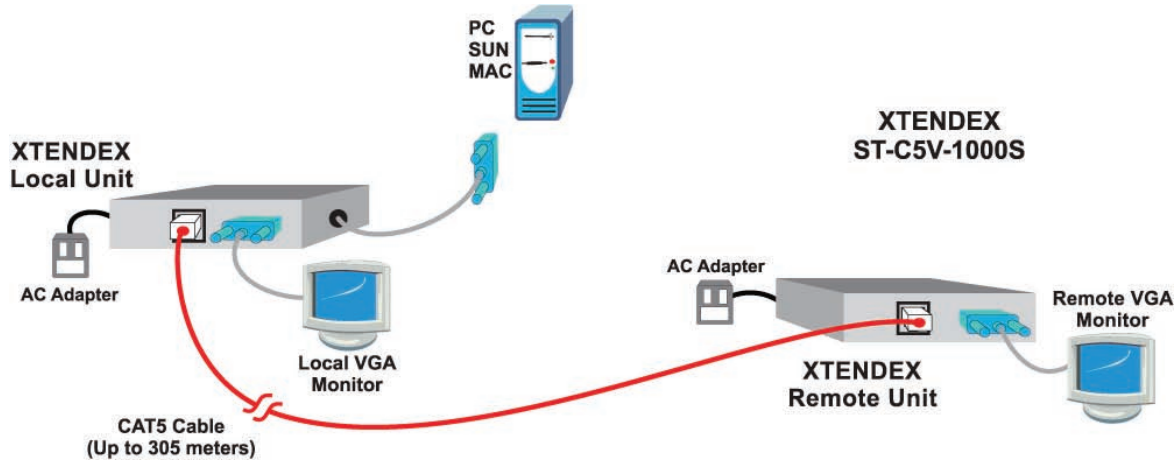 PC
SUN
MAC
XTENDEX
ST-C5V-1000S
XTENDEX
Local Unit
AC Adapter
Local VGA
Monitor
AC Adapter
Remote VGA
Monitor
XTENDEX
Remote Unit
CAT5 Cable
(Up to 305 meters)